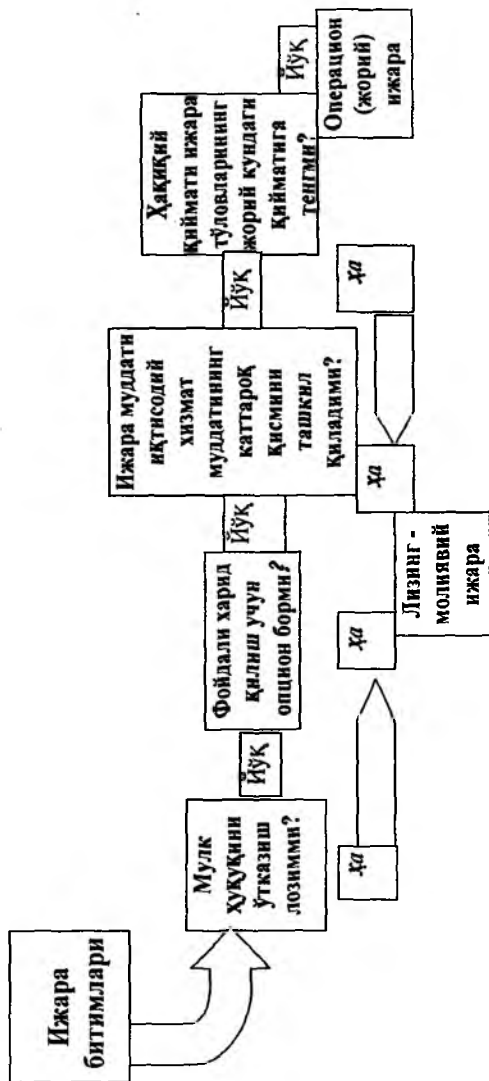 Ижара
битимлари
Мулк
ҳуқуқини
ўтказиш
лозимми?
Йўқ
Фойдали харид
қилиш учун
опцион борми?
Йўқ
Ижара муддати
иқтисодий
хизмат
муддатининг
каттароқ
қисмини
ташкил
қиладими?
Йўқ
Ҳақиқий
қиймати ижара
тўловларининг
жорий кундаги
қийматига
тенгми?
Йўқ
Операцион
(жорий)
ижара
ҳа
ҳа
ҳа
ҳа
Лизинг -
молиявий
ижара